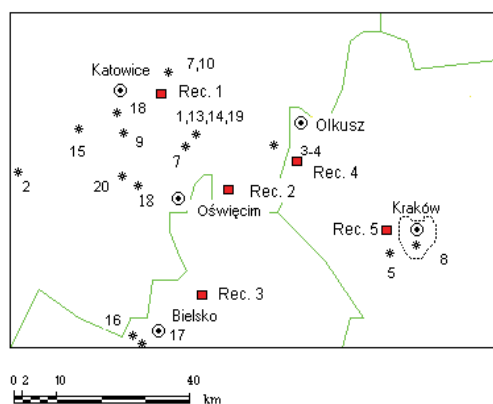 7,10
Katowice
Rec. 1
18
1,13,14,19
Olkusz
15
9
7
3-4
Rec. 4
2
20
18
Rec. 2
Oświęcim
Kraków
Rec. 5
5
8
Rec. 3
Bielsko
16
17
0 2 10 40
km